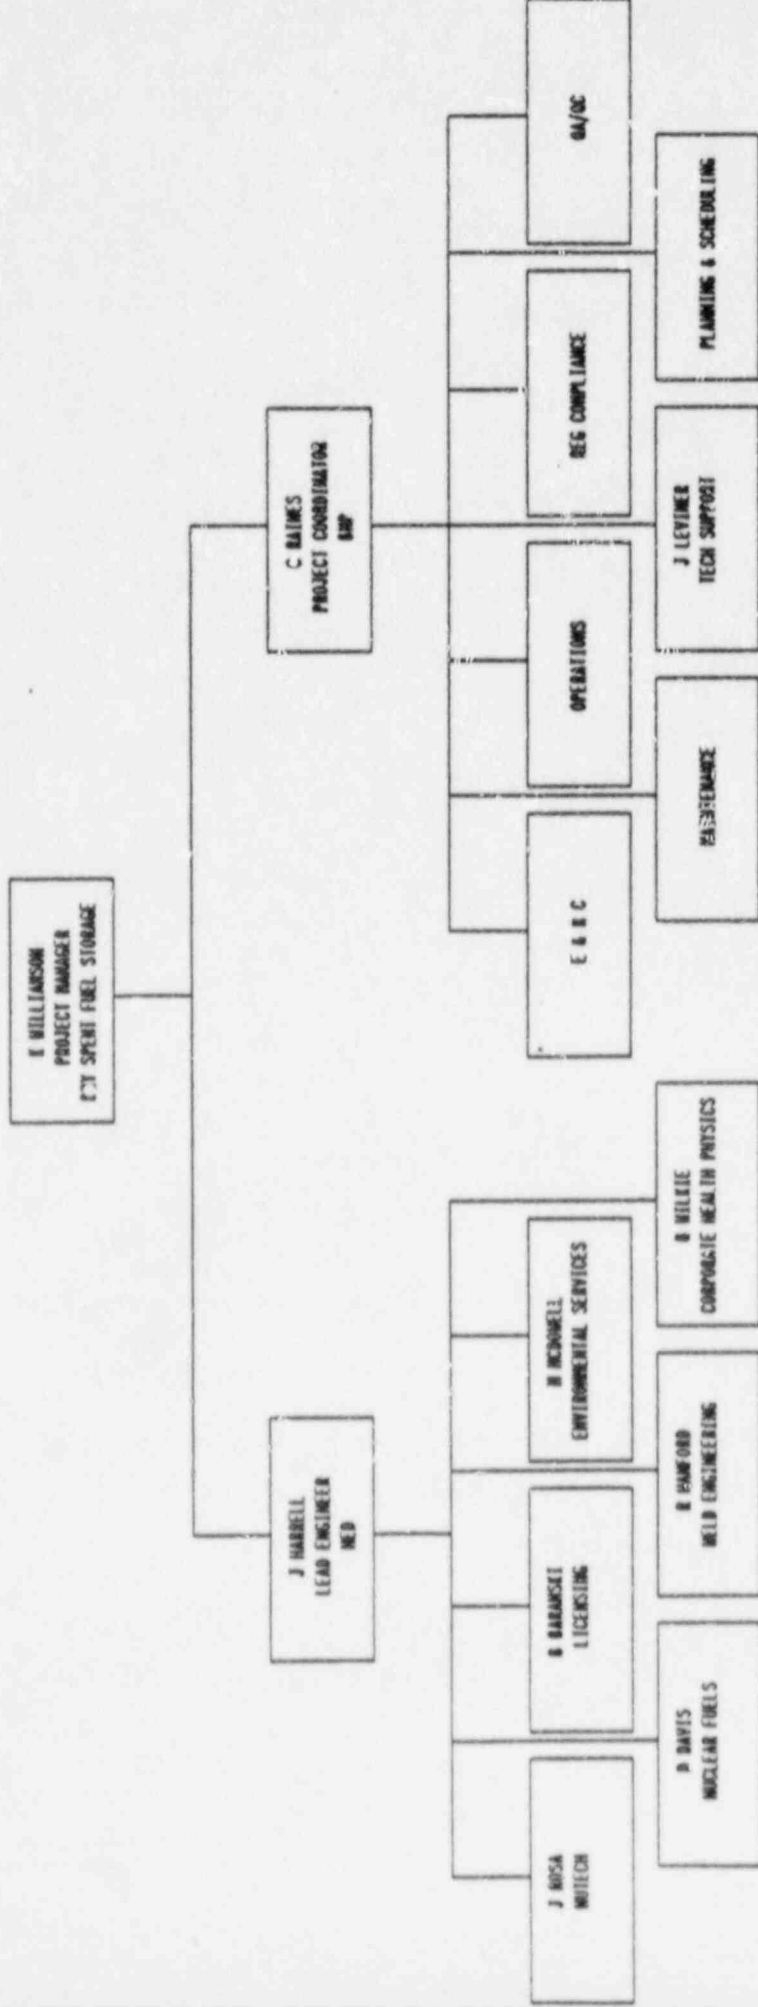 WILLIAMSON
PROJECT MANAGER
SPENT FUEL STORAGE
J HARRELL
LEAD ENGINEER
NED
C RAINES
PROJECT COORDINATOR
J ROSA
NUTECH
P DAVIS
NUCLEAR FUELS
BARANSKI
LICENSING
R HANFORD
WELD ENGINEERING
MCDOWELL
ENVIRONMENTAL SERVICES
B WILKIE
CORPORATE HEALTH PHYSICS
E & R C
MAINTENANCE
OPERATIONS
J LEVINER
TECH SUPPORT
REG COMPLIANCE
PLANNING & SCHEDULING
QA/QC